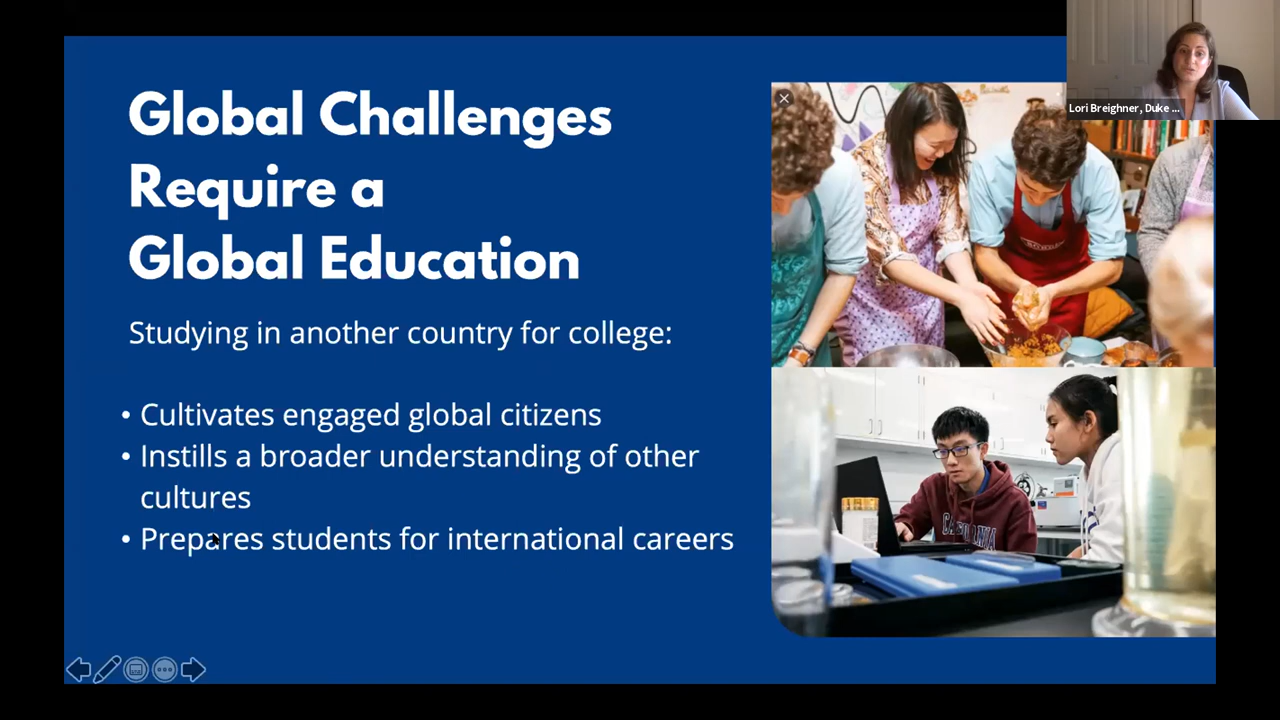 Global Challenges
Require a
Global Education
Studying in another country for college:
• Cultivates engaged global citizens
• Instills a broader understanding of other
cultures
• Prepares students for international careers
Lori Breighner, Duke ...